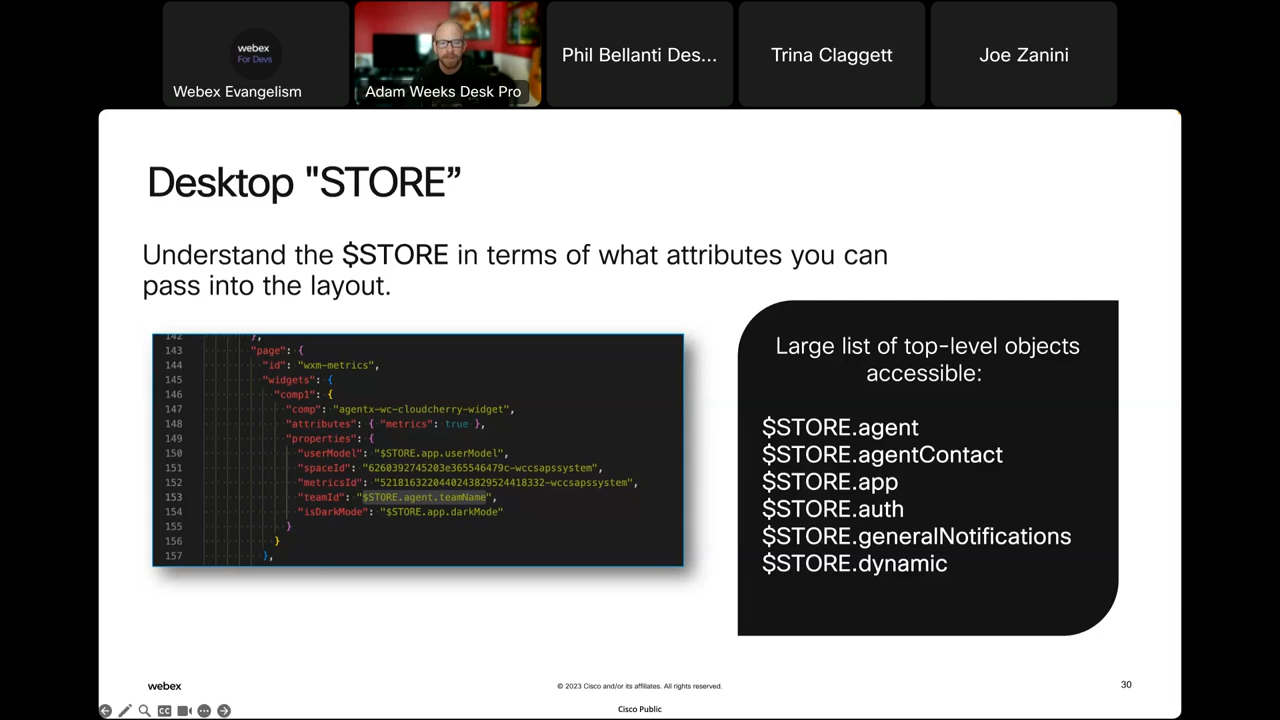 webex
For Devs
Webex Evangelism
Adam Weeks Desk Pro
Phil Bellanti Des...
Trina Claggett
Joe Zanini
Desktop "STORE”
Understand the $STORE in terms of what attributes you can
pass into the layout.
142 },
143 "page": {
144 "id": "wxm-metrics",
145 "widgets": {
146 "comp1": {
147 "comp": "agentx-wc-cloudcherry-widget",
148 "attributes": { "metrics": true },
149 "properties": {
150 "userModel": "$STORE.app.userModel",
151 "spaceId": "6260392745203e365546479c-wccsapssystem",
152 "metricsId": "5218163220440243829524418332-wccsapssystem",
153 "teamId": "$STORE.agent.teamName",
154 "isDarkMode": "$STORE.app.darkMode"
155 }
156 }
157 },
Large list of top-level objects
accessible:
$STORE.agent
$STORE.agentContact
$STORE.app
$STORE.auth
$STORE.generalNotifications
$STORE.dynamic
webex
© 2023 Cisco and/or its affiliates. All rights reserved.
30
CC
Cisco Public